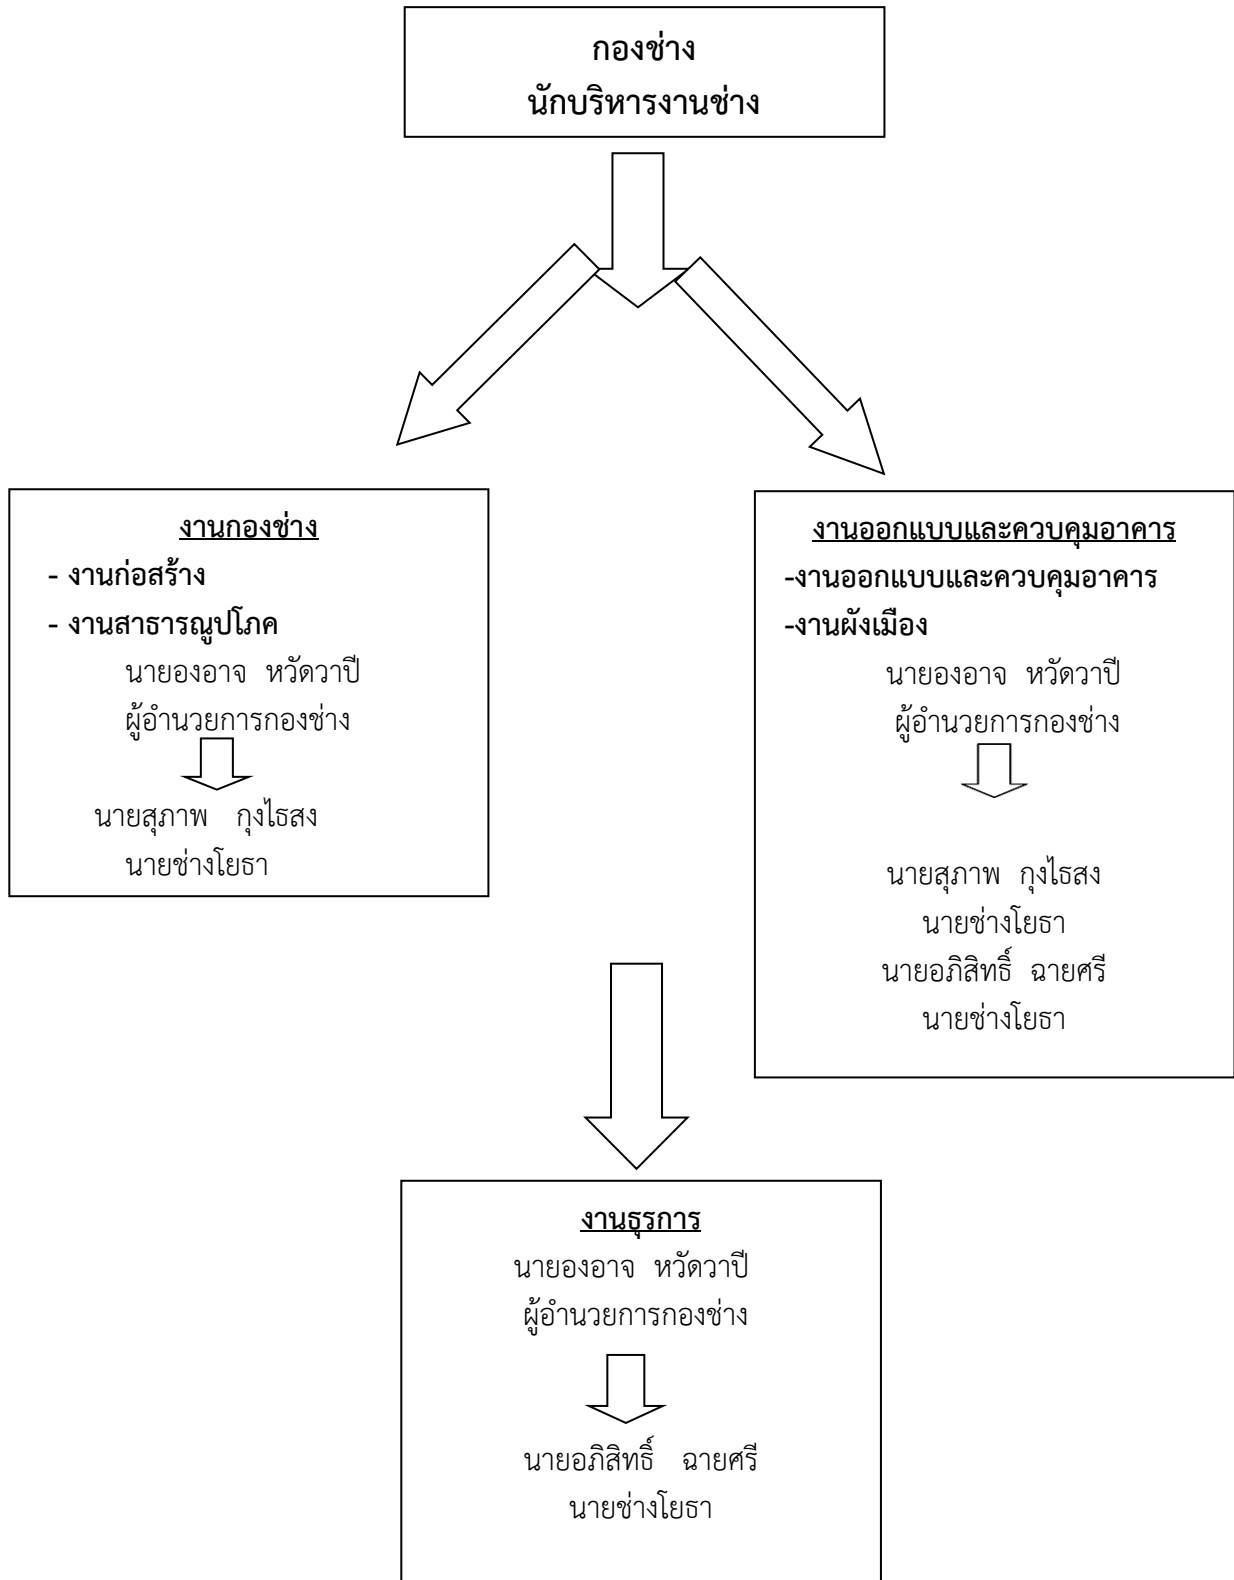 กองช่าง
นักบริหารงานช่าง
งานกองช่าง
- งานก่อสร้าง
- งานสาธารณูปโภค
นายองอาจ หวัดวาปี
ผู้อำนวยการกองช่าง
นายสุภาพ กุงไธสง
นายช่างโยธา
งานออกแบบและควบคุมอาคาร
-งานออกแบบและควบคุมอาคาร
-งานผังเมือง
นายองอาจ หวัดวาปี
ผู้อำนวยการกองช่าง
นายสุภาพ กุงไธสง
นายช่างโยธา
นายอภิสิทธิ์ ฉายศรี
นายช่างโยธา
งานธุรการ
นายองอาจ หวัดวาปี
ผู้อำนวยการกองช่าง
นายอภิสิทธิ์ ฉายศรี
นายช่างโยธา